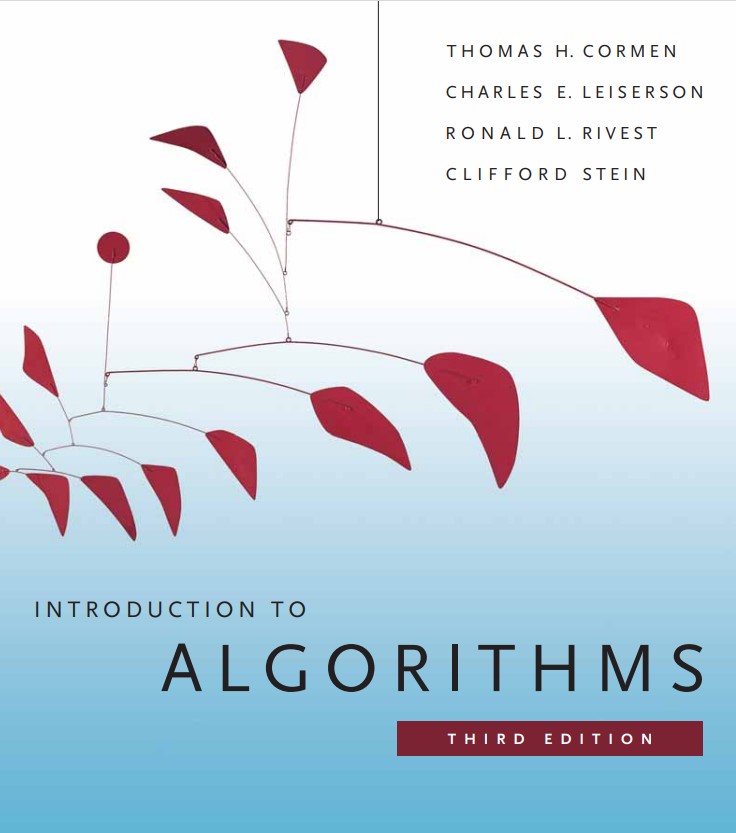 THOMAS H. CORMEN
CHARLES E. LEISERSON
RONALD L. RIVEST
CLIFFORD STEIN
INTRODUCTION TO
ALGORITHMS
THIRD EDITION